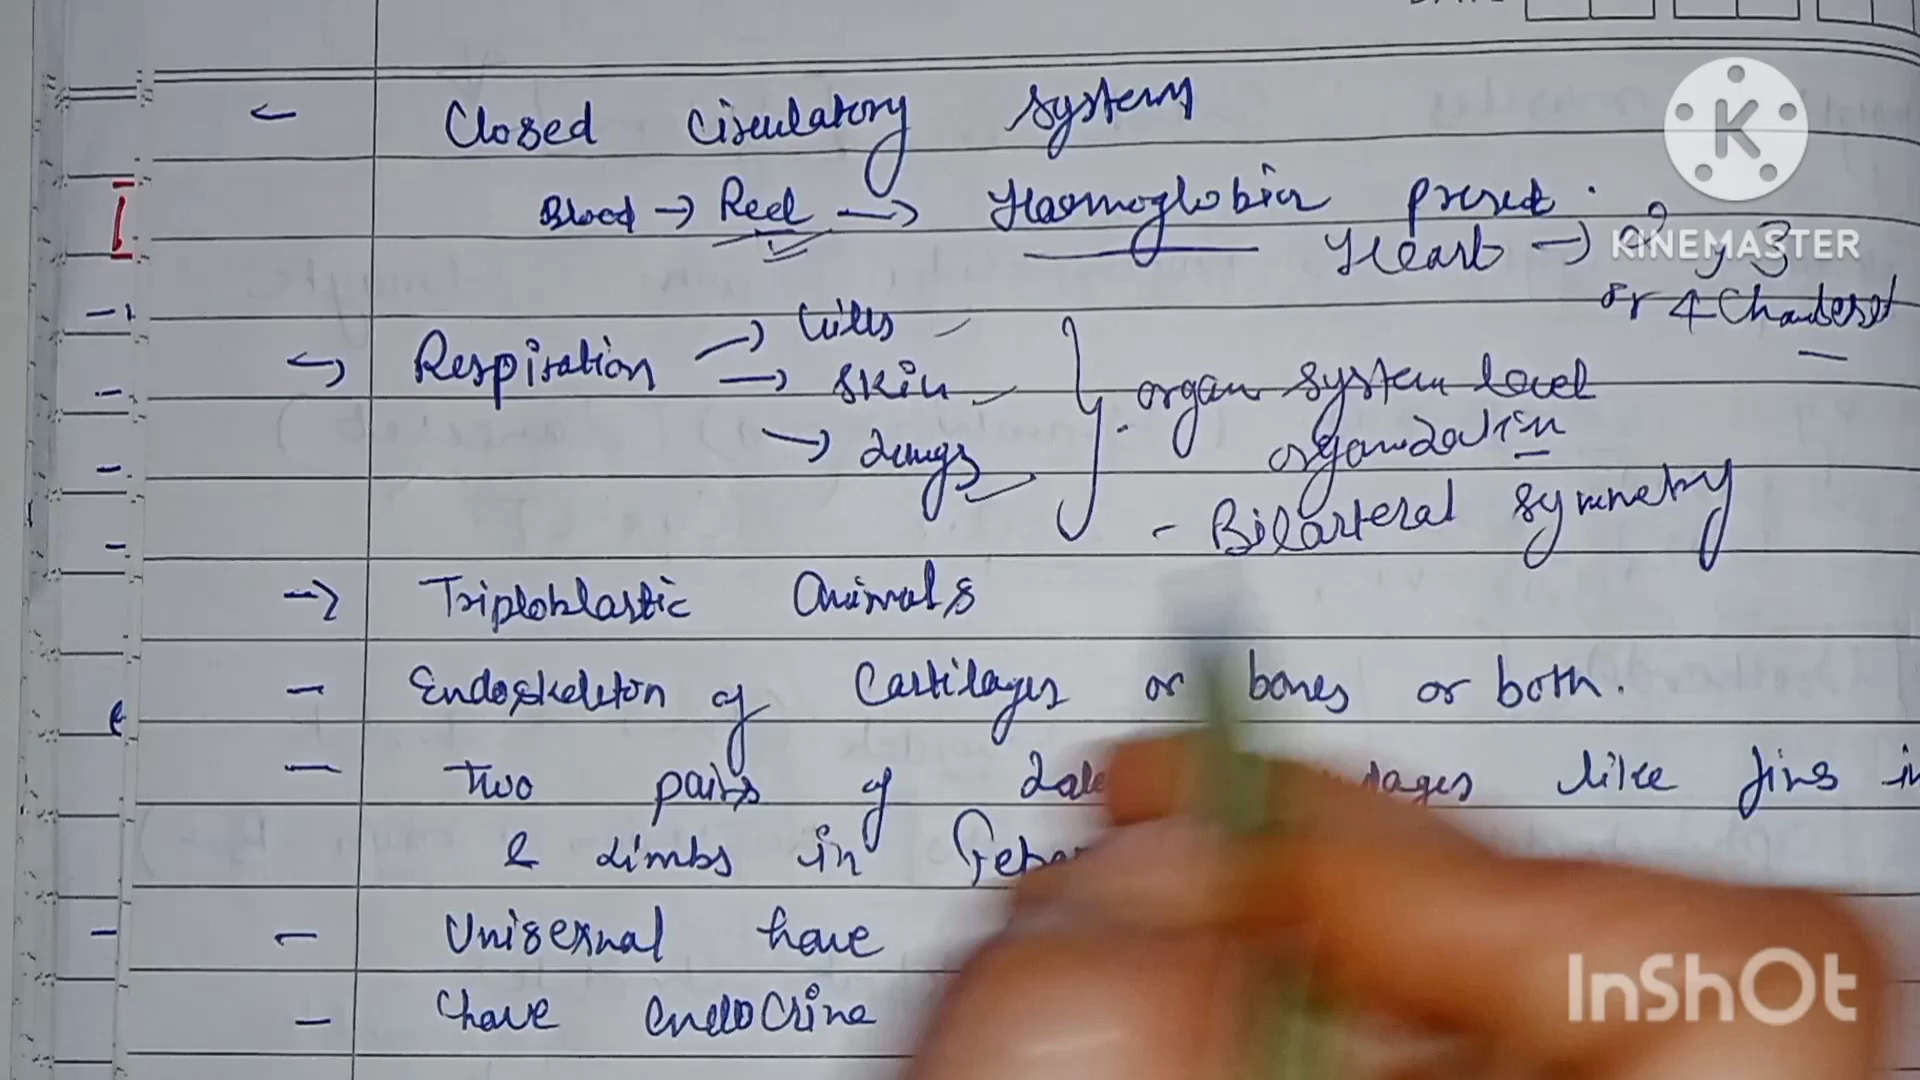 Closed circulatory system
K
Blood → Red → Haemoglobin present.
Heart → 2, 3
KINEMASTER
or 4 Chambered
Respiration → Gills
→ skin
→ Lungs
organ system level
organization
- Bilarteral symmetry
→ Triploblastic Animals
- Endoskeleton of Cartilages or bones or both.
- Two pairs of like fins in
& Limbs in
- Unisexual have
- have endocrine
InShOt